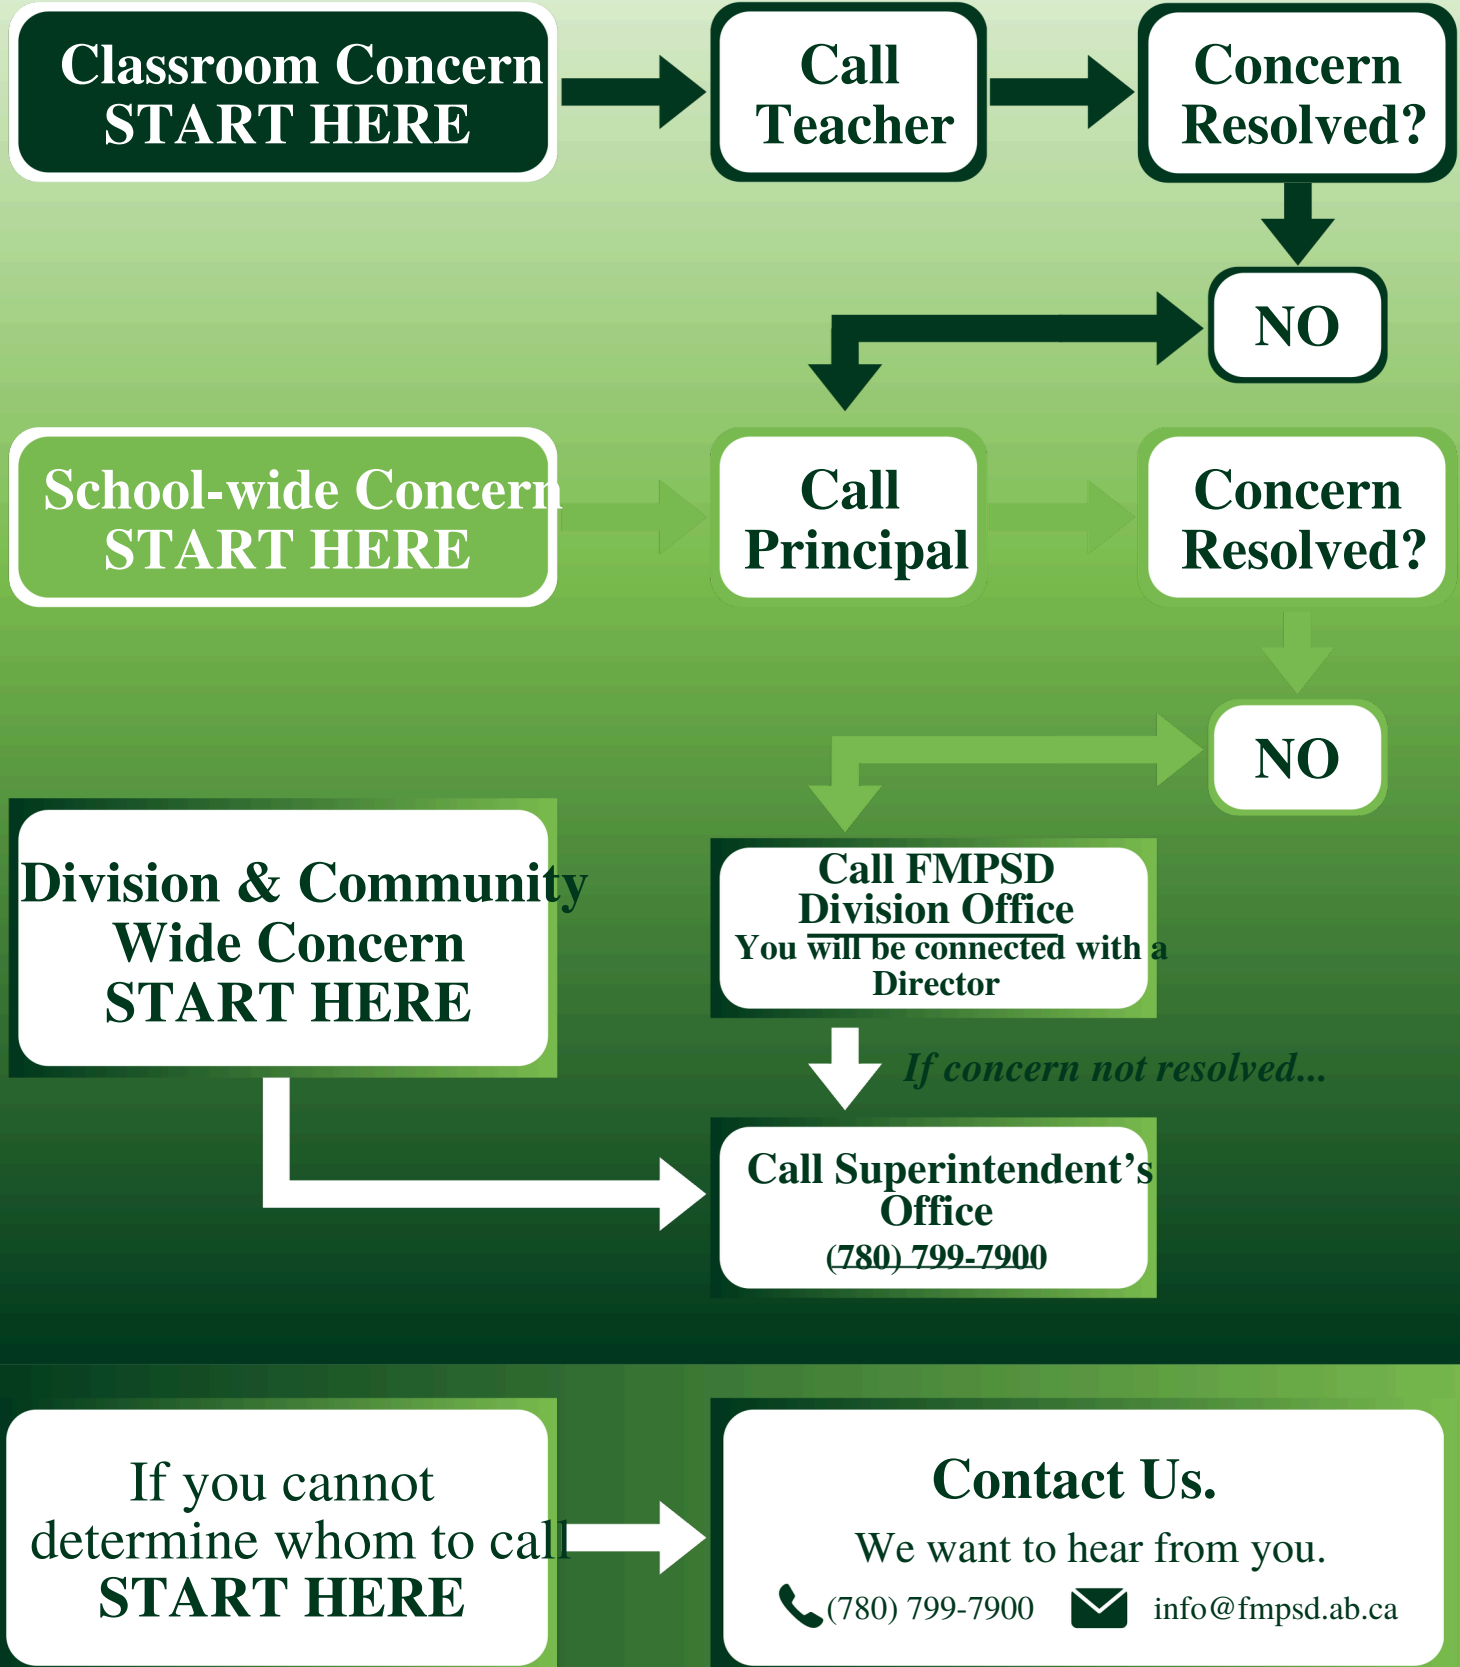 Classroom Concern
START HERE
Call
Teacher
Concern
Resolved?
NO
School-wide Concern
START HERE
Call
Principal
Concern
Resolved?
NO
Division & Community
Wide Concern
START HERE
Call FMPSD
Division Office
You will be connected with a
Director
If concern not resolved...
Call Superintendent’s
Office
(780) 799-7900
If you cannot
determine whom to call
START HERE
Contact Us.
We want to hear from you.
(780) 799-7900
info@fmpsd.ab.ca